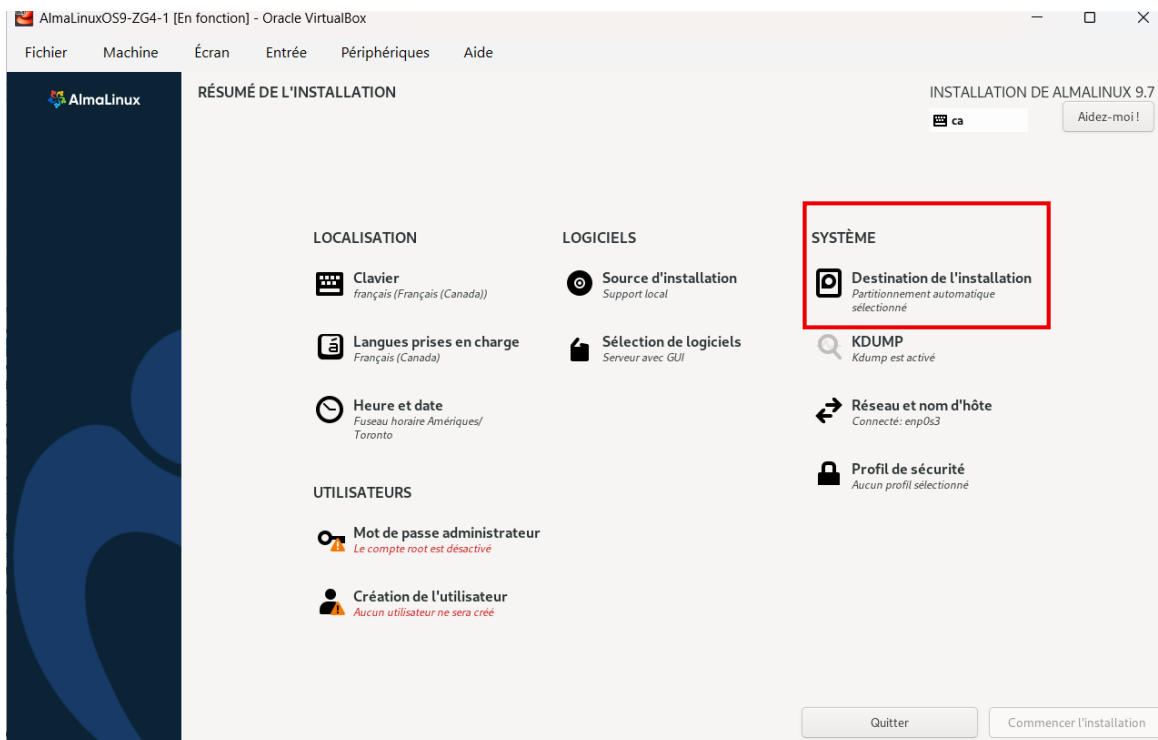 AlmaLinuxOS9-ZG4-1 [En fonction] - Oracle VirtualBox
Fichier Machine Écran Entrée Périphériques Aide
AlmaLinux
RÉSUMÉ DE L'INSTALLATION
INSTALLATION DE ALMALINUX 9.7
ca
Aidez-moi !
LOCALISATION
Clavier
français (Français (Canada))
Langues prises en charge
Français (Canada)
Heure et date
Fuseau horaire Amériques/
Toronto
LOGICIELS
Source d'installation
Support local
Sélection de logiciels
Serveur avec GUI
SYSTÈME
Destination de l'installation
Partitionnement automatique
sélectionné
KDUMP
Kdump est activé
Réseau et nom d'hôte
Connecté: enp0s3
Profil de sécurité
Aucun profil sélectionné
UTILISATEURS
Mot de passe administrateur
Le compte root est désactivé
Création de l'utilisateur
Aucun utilisateur ne sera créé
Quitter
Commencer l'installation